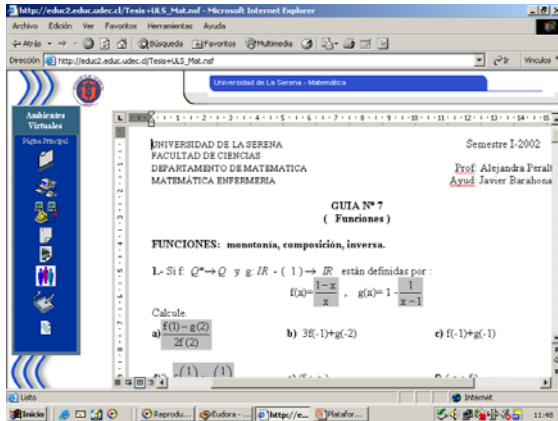 http://educ2.educ.udec.cl/Tesis+ULS_Mat.nsf - Microsoft Internet Explorer
Archivo Edición Ver Favoritos Herramientas Ayuda
Atrás Búsqueda Favoritos Multimedia
Dirección http://educ2.educ.udec.cl/Tesis+ULS_Mat.nsf Ir Vínculos
Universidad de La Serena - Matemática
Ambientes
Virtuales
Página Principal
UNIVERSIDAD DE LA SERENA Semestre I-2002
FACULTAD DE CIENCIAS
DEPARTAMENTO DE MATEMATICA Prof. Alejandra Peralt
MATEMÁTICA ENFERMERIA Ayud: Javier Barahona
GUIA Nº 7
( Funciones )
FUNCIONES: monotonía, composición, inversa.
1.- Si f: Q*→Q y g: IR - ( 1 ) → IR están definidas por :
f(x)= (1-x)/x , g(x)= 1 - 1/(x-1)
Calcule.
a) (f(1)-g(2))/(2f(2)) b) 3f(-1)+g(-2) c) f(-1)+g(-1)
Listo Internet
Inicio Reprodu... Eudora - ... http://e... Platafor... 11:48